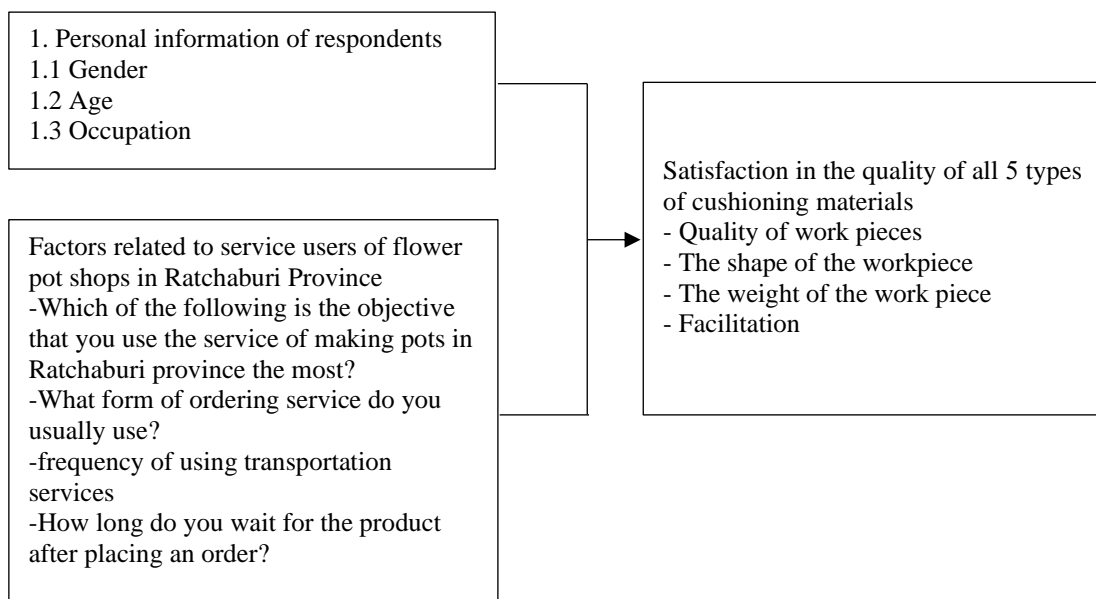 1. Personal information of respondents
1.1 Gender
1.2 Age
1.3 Occupation
Factors related to service users of flower
pot shops in Ratchaburi Province
-Which of the following is the objective
that you use the service of making pots in
Ratchaburi province the most?
-What form of ordering service do you
usually use?
-frequency of using transportation
services
-How long do you wait for the product
after placing an order?
Satisfaction in the quality of all 5 types
of cushioning materials
- Quality of work pieces
- The shape of the workpiece
- The weight of the work piece
- Facilitation